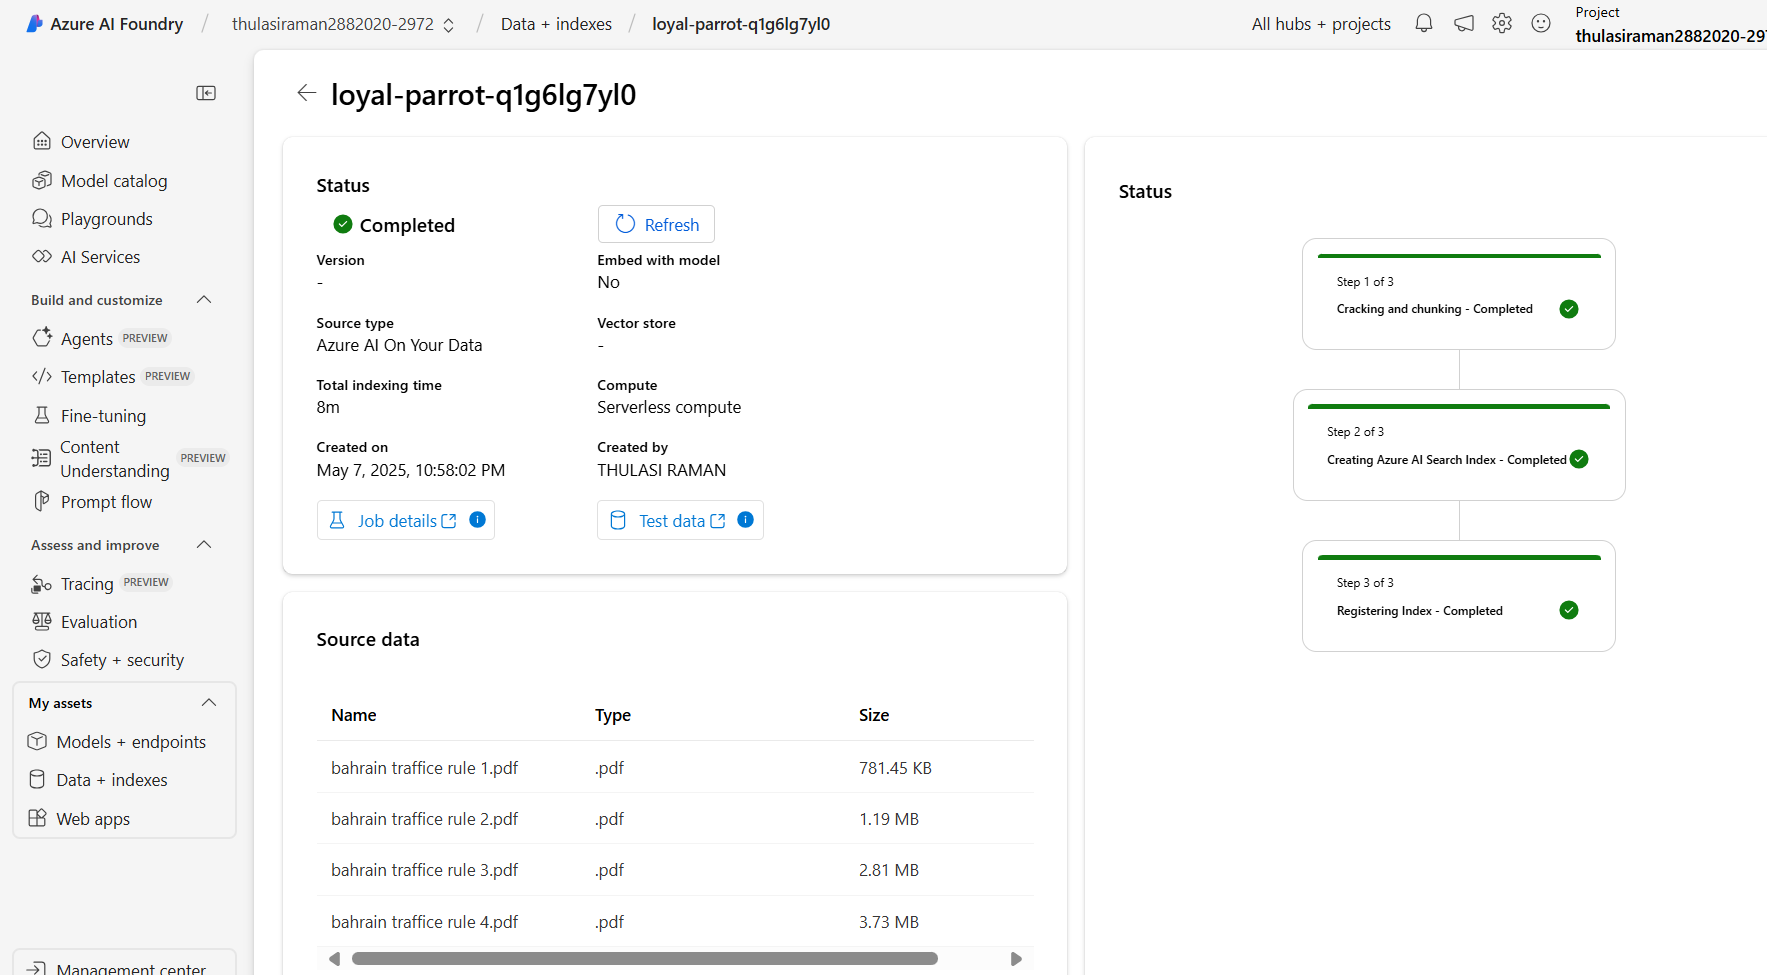 Azure AI Foundry / thulasiraman2882020-2972 / Data + indexes / loyal-parrot-q1g6lg7yl0
All hubs + projects
Project
thulasiraman2882020-297
Overview
Model catalog
Playgrounds
AI Services
Build and customize
Agents PREVIEW
Templates PREVIEW
Fine-tuning
Content
Understanding PREVIEW
Prompt flow
Assess and improve
Tracing PREVIEW
Evaluation
Safety + security
My assets
Models + endpoints
Data + indexes
Web apps
Management center
loyal-parrot-q1g6lg7yl0
Status
Completed
Refresh
Version
-
Embed with model
No
Source type
Azure AI On Your Data
Vector store
-
Total indexing time
8m
Compute
Serverless compute
Created on
May 7, 2025, 10:58:02 PM
Created by
THULASI RAMAN
Job details
Test data
Source data
Name Type Size
bahrain traffice rule 1.pdf .pdf 781.45 KB
bahrain traffice rule 2.pdf .pdf 1.19 MB
bahrain traffice rule 3.pdf .pdf 2.81 MB
bahrain traffice rule 4.pdf .pdf 3.73 MB
Status
Step 1 of 3
Cracking and chunking - Completed
Step 2 of 3
Creating Azure AI Search Index - Completed
Step 3 of 3
Registering Index - Completed